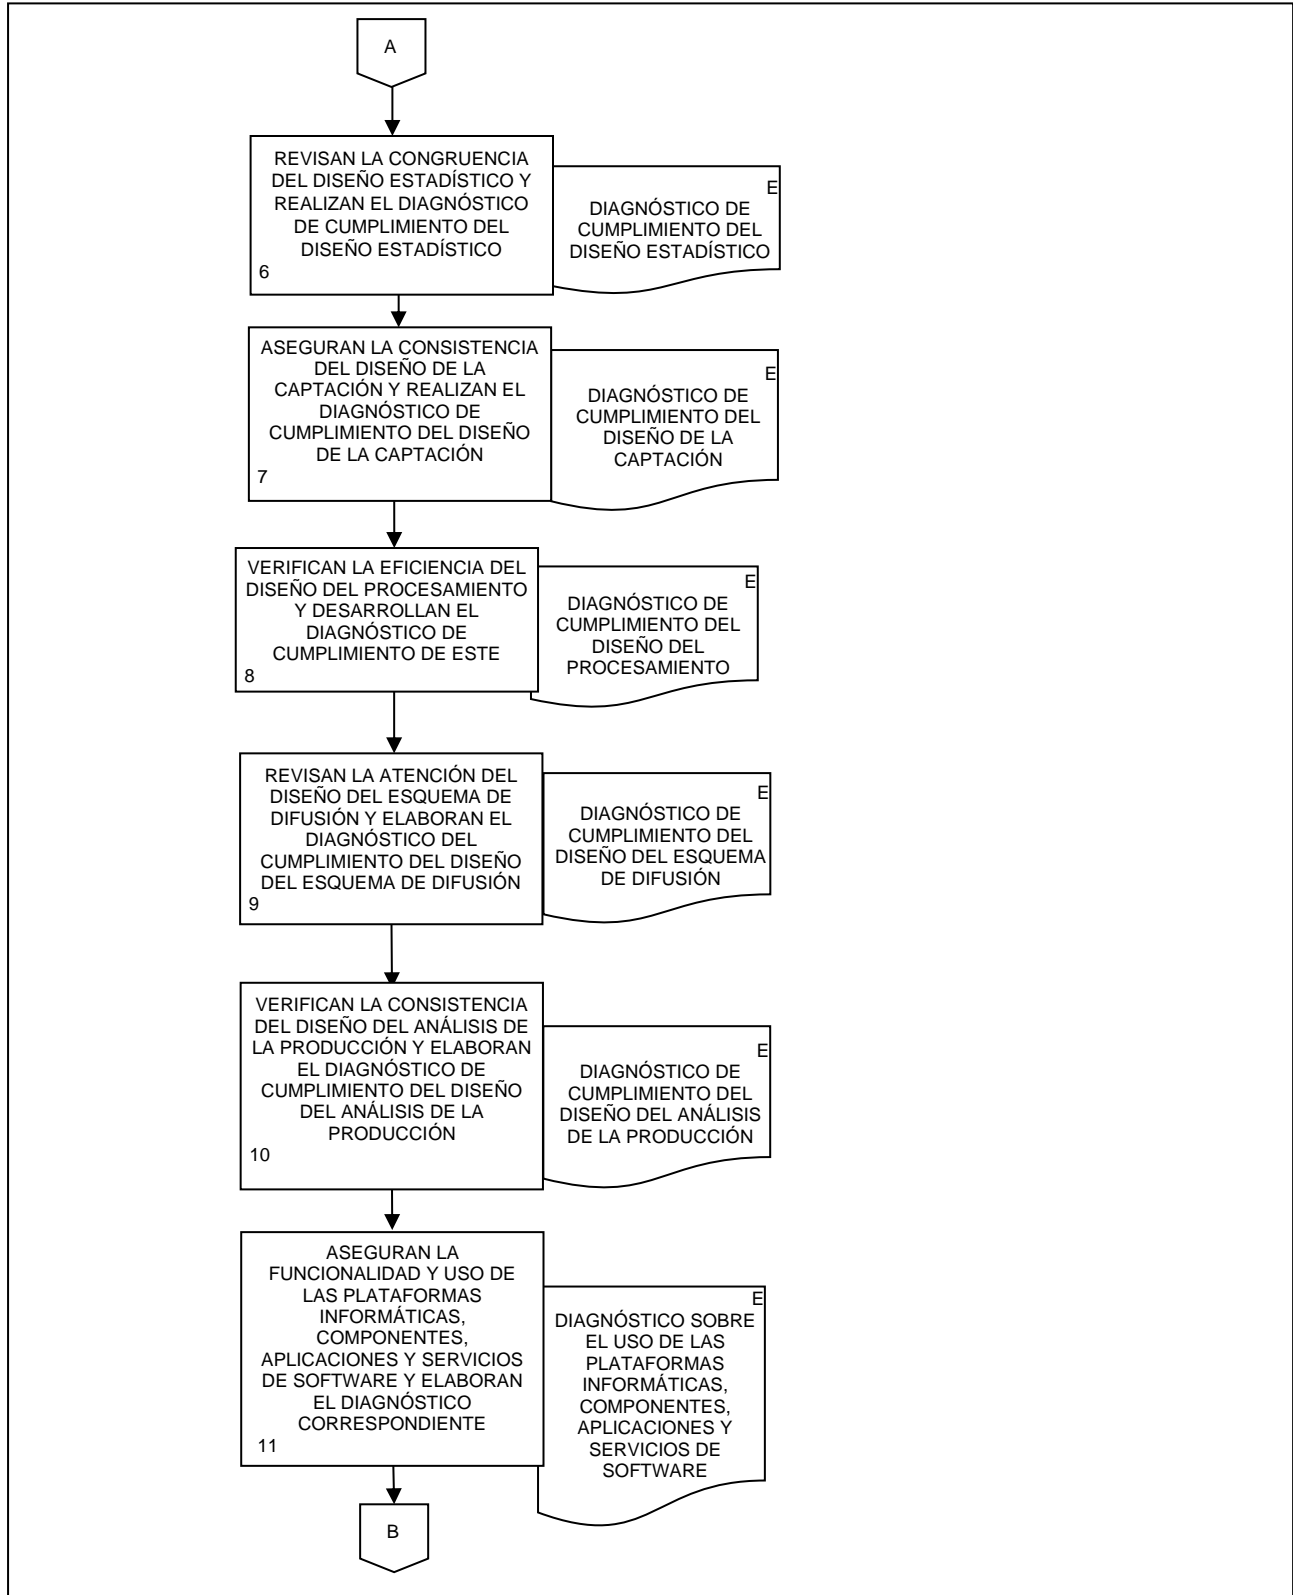 A
REVISAN LA CONGRUENCIA
DEL DISEÑO ESTADÍSTICO Y
REALIZAN EL DIAGNÓSTICO
DE CUMPLIMIENTO DEL
DISEÑO ESTADÍSTICO
6
E
DIAGNÓSTICO DE
CUMPLIMIENTO DEL
DISEÑO ESTADÍSTICO
ASEGURAN LA CONSISTENCIA
DEL DISEÑO DE LA
CAPTACIÓN Y REALIZAN EL
DIAGNÓSTICO DE
CUMPLIMIENTO DEL DISEÑO
DE LA CAPTACIÓN
7
E
DIAGNÓSTICO DE
CUMPLIMIENTO DEL
DISEÑO DE LA
CAPTACIÓN
VERIFICAN LA EFICIENCIA DEL
DISEÑO DEL PROCESAMIENTO
Y DESARROLLAN EL
DIAGNÓSTICO DE
CUMPLIMIENTO DE ESTE
8
E
DIAGNÓSTICO DE
CUMPLIMIENTO DEL
DISEÑO DEL
PROCESAMIENTO
REVISAN LA ATENCIÓN DEL
DISEÑO DEL ESQUEMA DE
DIFUSIÓN Y ELABORAN EL
DIAGNÓSTICO DEL
CUMPLIMIENTO DEL DISEÑO
DEL ESQUEMA DE DIFUSIÓN
9
E
DIAGNÓSTICO DE
CUMPLIMIENTO DEL
DISEÑO DEL ESQUEMA
DE DIFUSIÓN
VERIFICAN LA CONSISTENCIA
DEL DISEÑO DEL ANÁLISIS DE
LA PRODUCCIÓN Y ELABORAN
EL DIAGNÓSTICO DE
CUMPLIMIENTO DEL DISEÑO
DEL ANÁLISIS DE LA
PRODUCCIÓN
10
E
DIAGNÓSTICO DE
CUMPLIMIENTO DEL
DISEÑO DEL ANÁLISIS
DE LA PRODUCCIÓN
ASEGURAN LA
FUNCIONALIDAD Y USO DE
LAS PLATAFORMAS
INFORMÁTICAS,
COMPONENTES,
APLICACIONES Y SERVICIOS
DE SOFTWARE Y ELABORAN
EL DIAGNÓSTICO
CORRESPONDIENTE
11
E
DIAGNÓSTICO SOBRE
EL USO DE LAS
PLATAFORMAS
INFORMÁTICAS,
COMPONENTES,
APLICACIONES Y
SERVICIOS DE
SOFTWARE
B